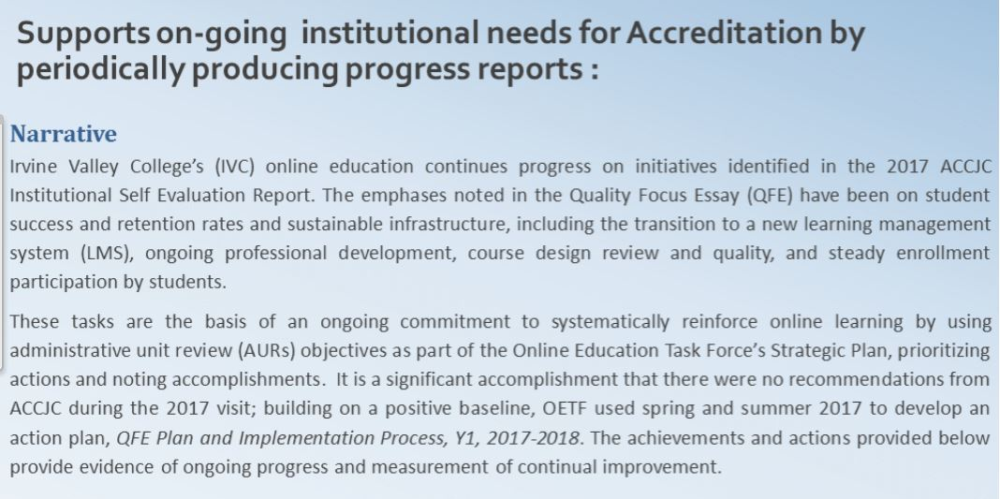 Supports on-going institutional needs for Accreditation by
periodically producing progress reports :
Narrative
Irvine Valley College’s (IVC) online education continues progress on initiatives identified in the 2017 ACCJC
Institutional Self Evaluation Report. The emphases noted in the Quality Focus Essay (QFE) have been on student
success and retention rates and sustainable infrastructure, including the transition to a new learning management
system (LMS), ongoing professional development, course design review and quality, and steady enrollment
participation by students.
These tasks are the basis of an ongoing commitment to systematically reinforce online learning by using
administrative unit review (AURs) objectives as part of the Online Education Task Force’s Strategic Plan, prioritizing
actions and noting accomplishments. It is a significant accomplishment that there were no recommendations from
ACCJC during the 2017 visit; building on a positive baseline, OETF used spring and summer 2017 to develop an
action plan, QFE Plan and Implementation Process, Y1, 2017-2018. The achievements and actions provided below
provide evidence of ongoing progress and measurement of continual improvement.